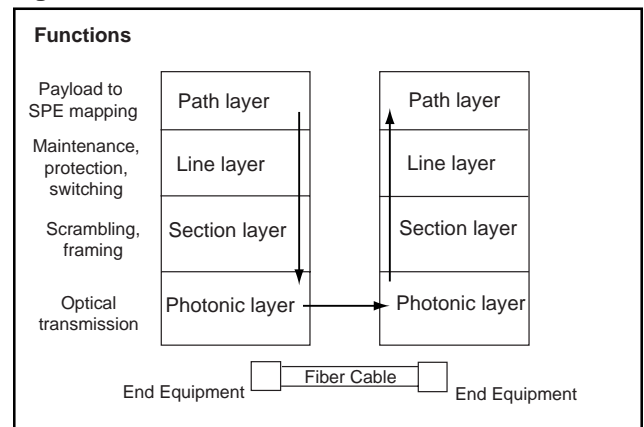 Functions
Payload to
SPE mapping
Path layer
Path layer
Maintenance,
protection,
switching
Line layer
Line layer
Scrambling,
framing
Section layer
Section layer
Optical
transmission
Photonic layer
Photonic layer
Fiber Cable
End Equipment
End Equipment